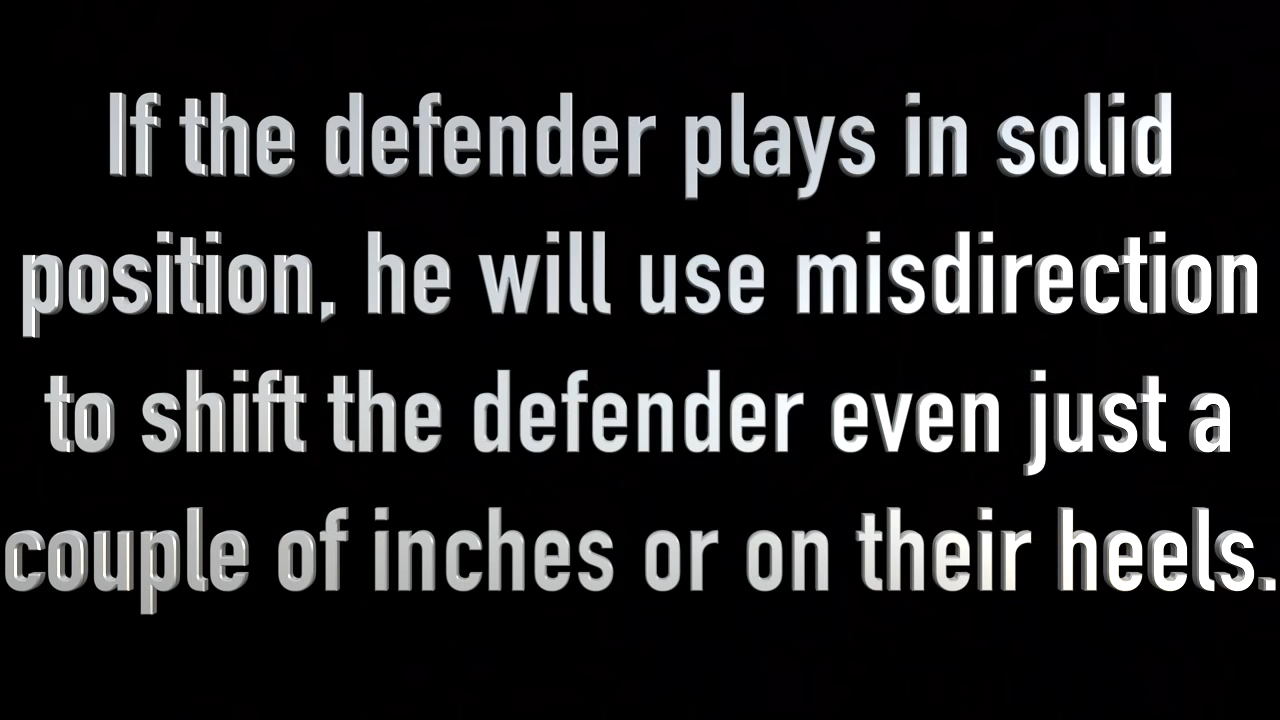 If the defender plays in solid
position, he will use misdirection
to shift the defender even just a
couple of inches or on their heels.